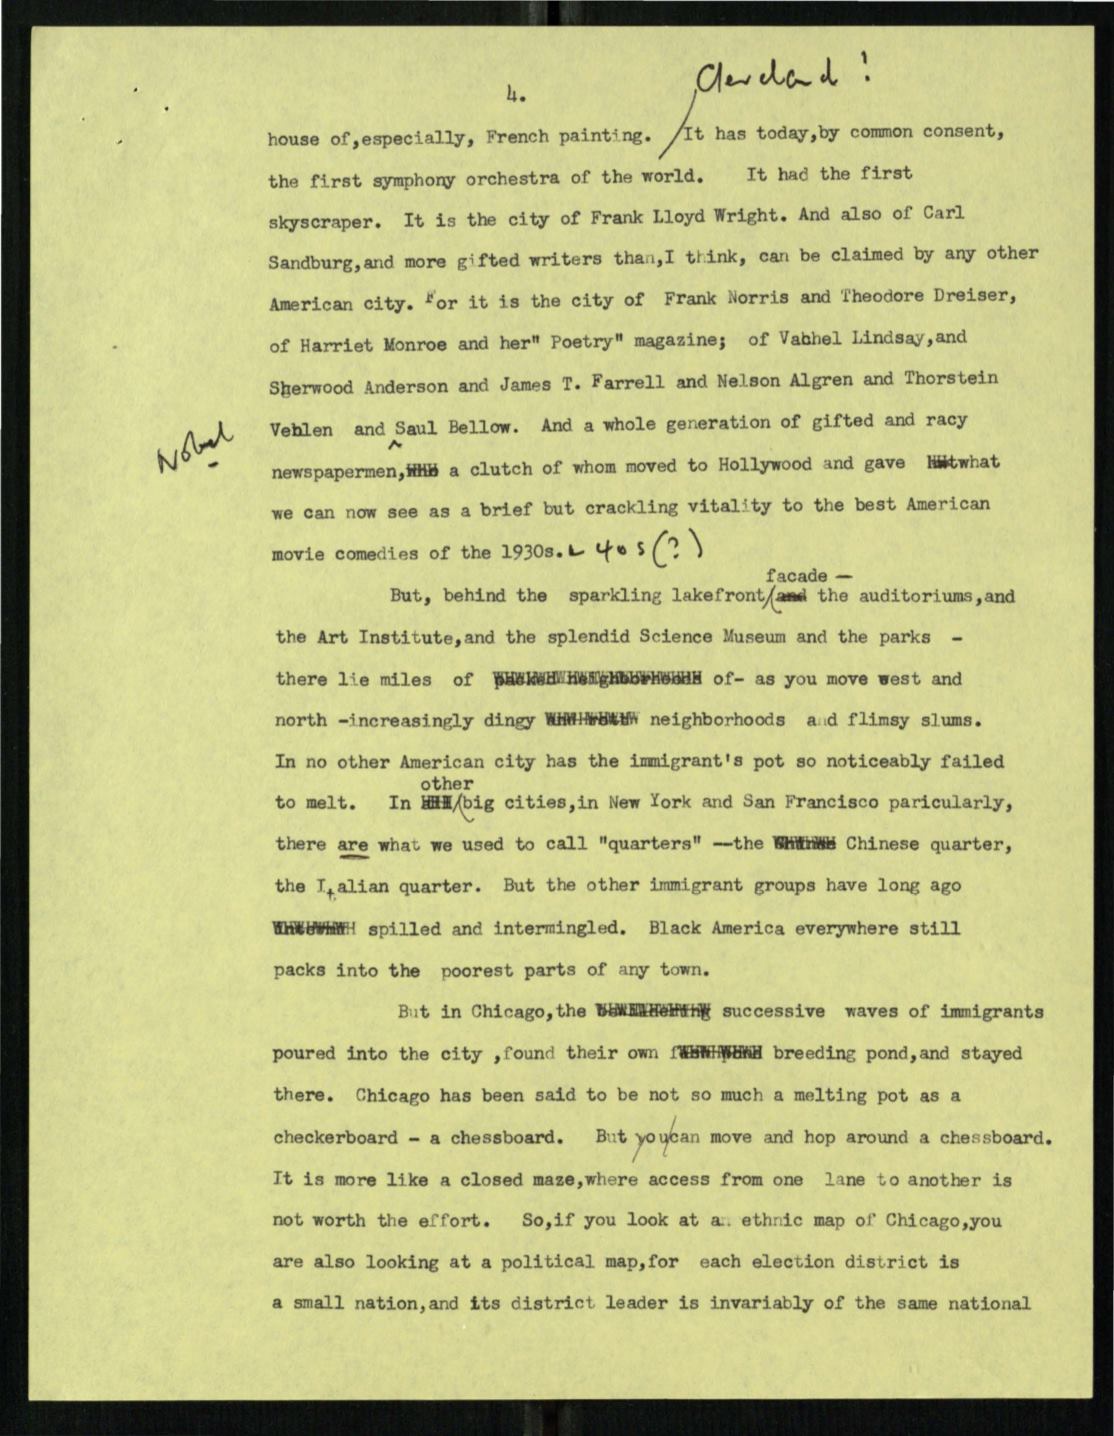 Cleveland!
4.
house of,especially, French painting. It has today,by common consent,
the first symphony orchestra of the world. It had the first
skyscraper. It is the city of Frank Lloyd Wright. And also of Carl
Sandburg,and more gifted writers than,I think, can be claimed by any other
American city. For it is the city of Frank Norris and Theodore Dreiser,
of Harriet Monroe and her" Poetry" magazine; of Vachel Lindsay,and
Sherwood Anderson and James T. Farrell and Nelson Algren and Thorstein
Veblen and Saul Bellow. And a whole generation of gifted and racy
Nobel
newspapermen, a clutch of whom moved to Hollywood and gave what
we can now see as a brief but crackling vitality to the best American
movie comedies of the 1930s. 40s (?)
facade —
But, behind the sparkling lakefront and the auditoriums,and
the Art Institute,and the splendid Science Museum and the parks -
there lie miles of packed neighborhoods of- as you move west and
north -increasingly dingy neighborhoods and flimsy slums.
In no other American city has the immigrant's pot so noticeably failed
other
to melt. In big cities,in New York and San Francisco paricularly,
there are what we used to call "quarters" --the Chinese quarter,
the Italian quarter. But the other immigrant groups have long ago
spilled and intermingled. Black America everywhere still
packs into the poorest parts of any town.
But in Chicago,the successive waves of immigrants
poured into the city ,found their own breeding pond,and stayed
there. Chicago has been said to be not so much a melting pot as a
checkerboard - a chessboard. But you can move and hop around a chessboard.
It is more like a closed maze,where access from one lane to another is
not worth the effort. So,if you look at an ethnic map of Chicago,you
are also looking at a political map,for each election district is
a small nation,and its district leader is invariably of the same national